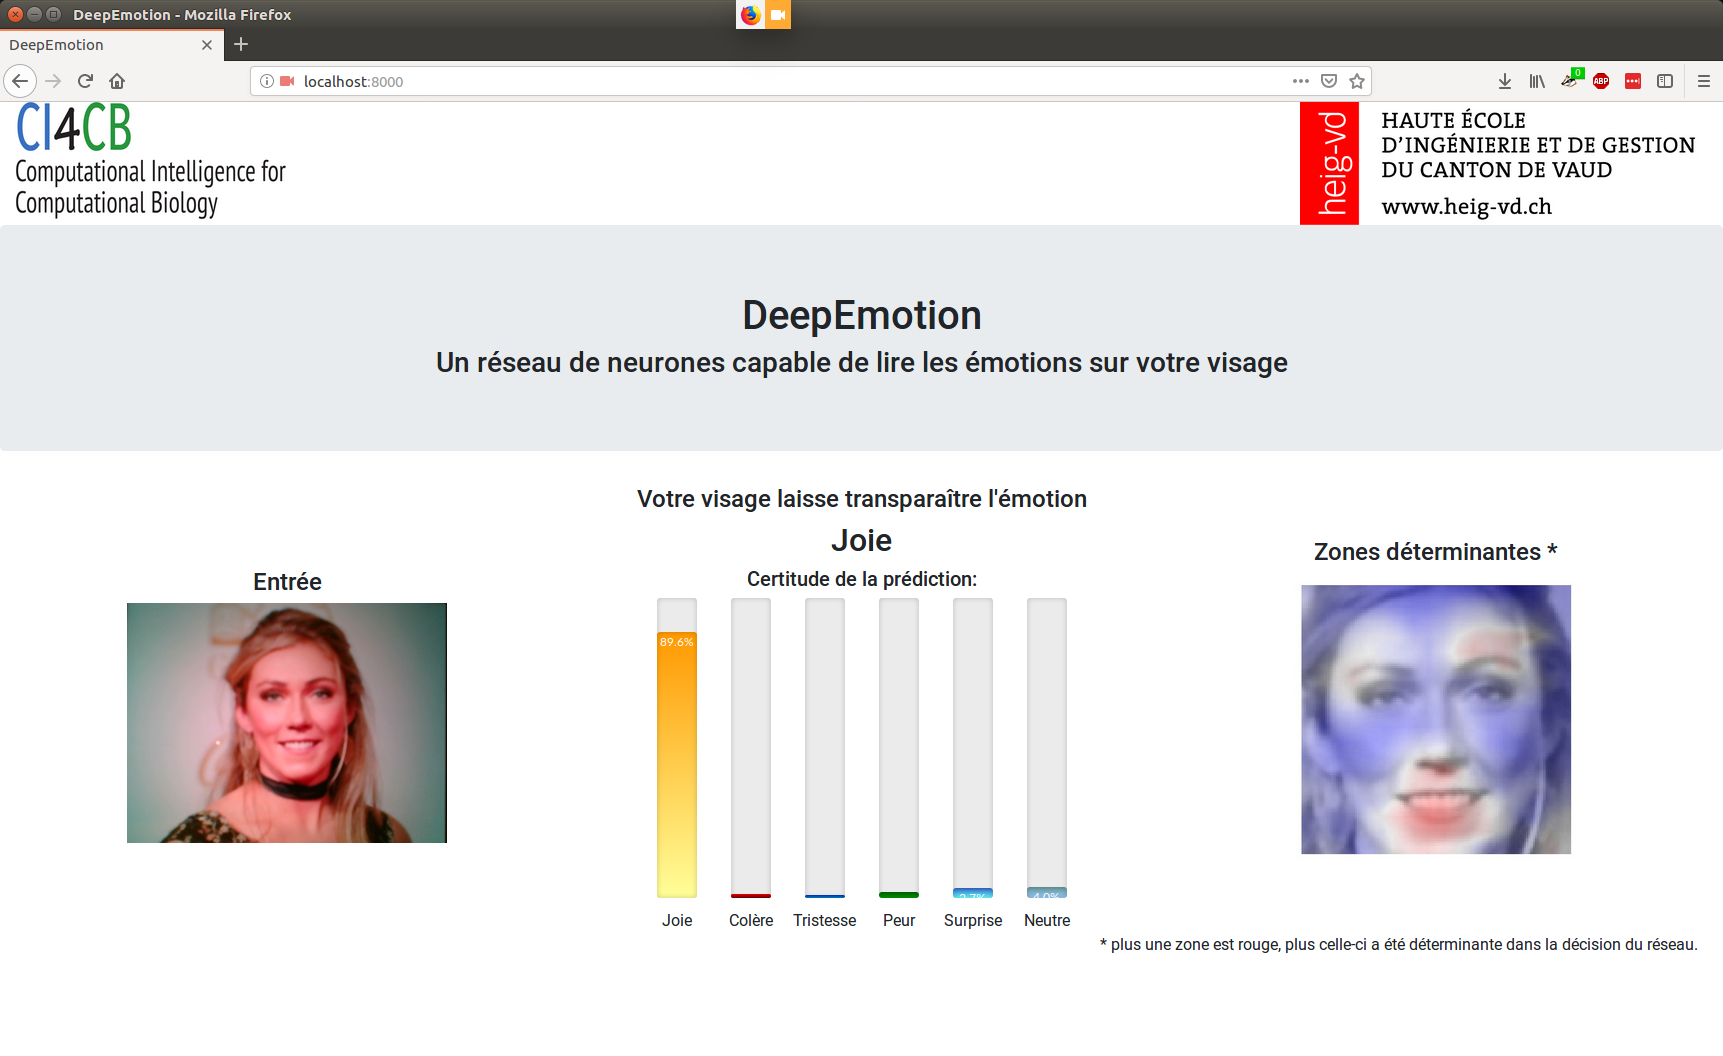 DeepEmotion - Mozilla Firefox
DeepEmotion
localhost:8000
0
ABP
CI4CB
Computational Intelligence for
Computational Biology
heig-vd
HAUTE ÉCOLE
D'INGÉNIERIE ET DE GESTION
DU CANTON DE VAUD
www.heig-vd.ch
DeepEmotion
Un réseau de neurones capable de lire les émotions sur votre visage
Votre visage laisse transparaître l'émotion
Joie
Certitude de la prédiction:
Entrée
Zones déterminantes *
89.6%
4.0%
Joie Colère Tristesse Peur Surprise Neutre
* plus une zone est rouge, plus celle-ci a été déterminante dans la décision du réseau.